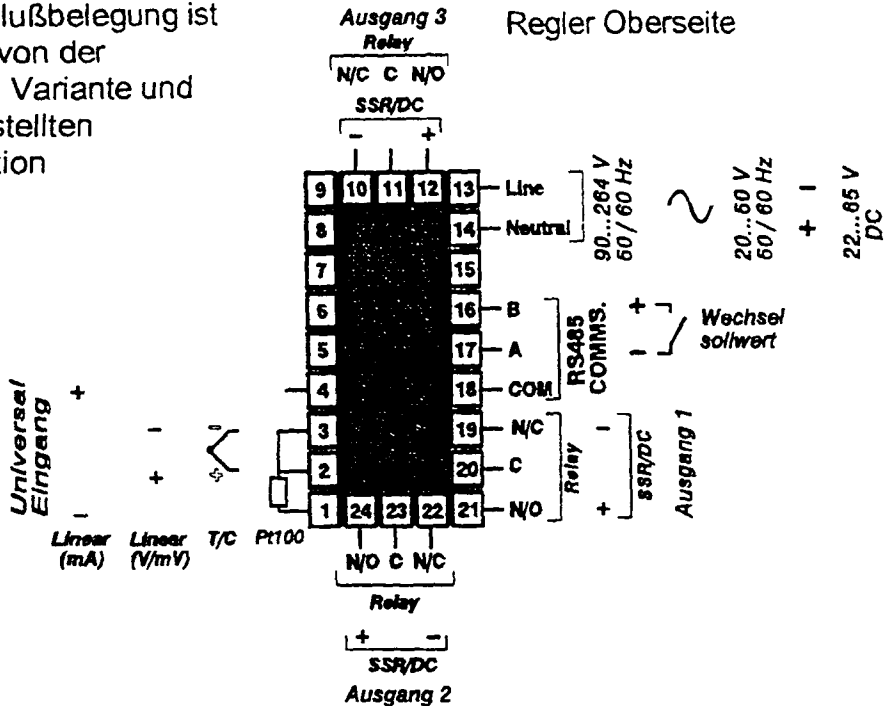 lußbelegung ist
von der
Variante und
stellten
tion
Ausgang 3
Relay
N/C C N/O
SSR/DC
- +
Regler Oberseite
9 10 11 12 13 Line
8 14 Neutral
7 15
6 16 B
5 17 A
4 18 COM
3 19 N/C
2 20 C
1 24 23 22 21 N/O
90...264 V
50/60 Hz
20...50 V
50/60 Hz
- +
22...65 V
DC
RS485
COMMS.
+ -
Wechsel
sollwert
Relay
- +
SSR/DC
Ausgang 1
Universal
Eingang
+ -
Linear
(mA)
- +
Linear
(V/mV)
- +
T/C
Pt100
N/O C N/C
Relay
+ -
SSR/DC
Ausgang 2